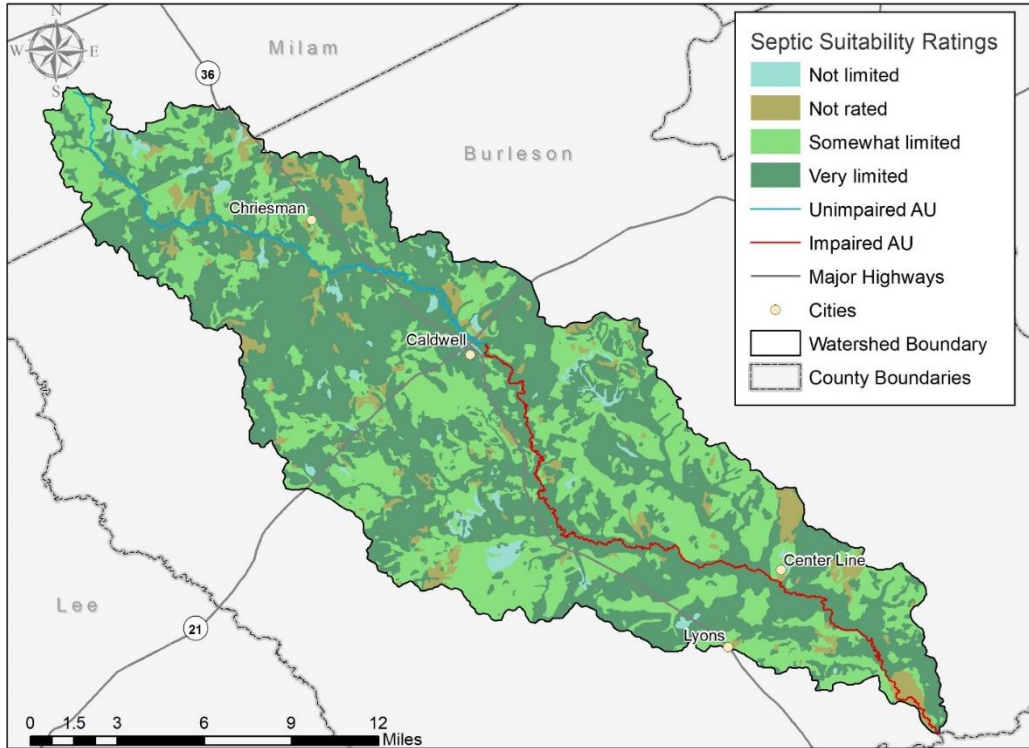 N
W E
S
Milam
36
Burleson
Chriesman
Caldwell
Center Line
Lyons
Lee
21
0 1.5 3 6 9 12
Miles
Septic Suitability Ratings
Not limited
Not rated
Somewhat limited
Very limited
Unimpaired AU
Impaired AU
Major Highways
Cities
Watershed Boundary
County Boundaries